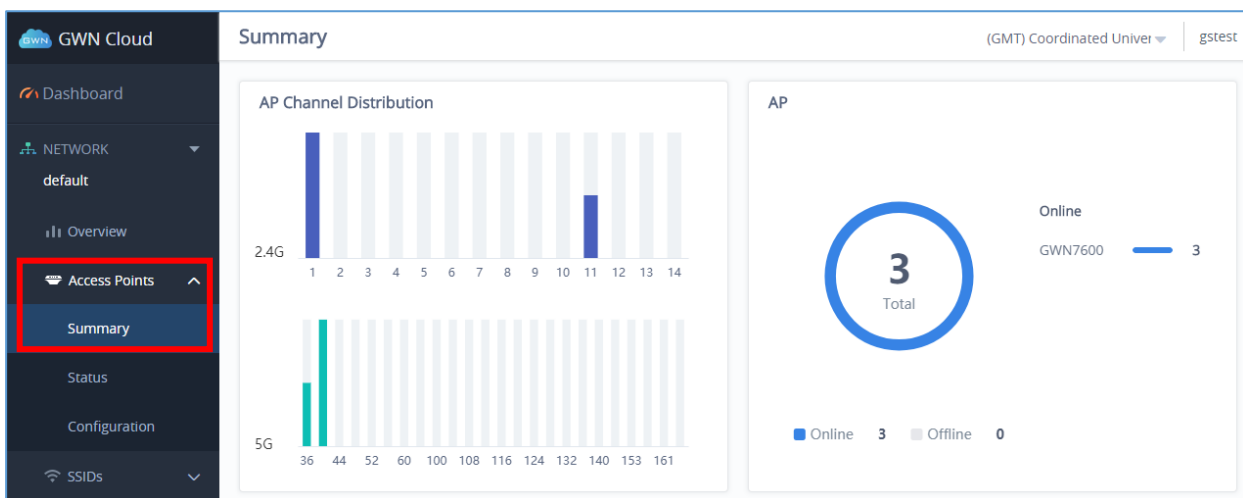 GWN
GWN Cloud
Summary
(GMT) Coordinated Univer
gstest
Dashboard
NETWORK
default
Overview
Access Points
Summary
Status
Configuration
SSIDs
AP Channel Distribution
2.4G
1 2 3 4 5 6 7 8 9 10 11 12 13 14
5G
36 44 52 60 100 108 116 124 132 140 153 161
AP
3
Total
Online
GWN7600 3
Online 3 Offline 0